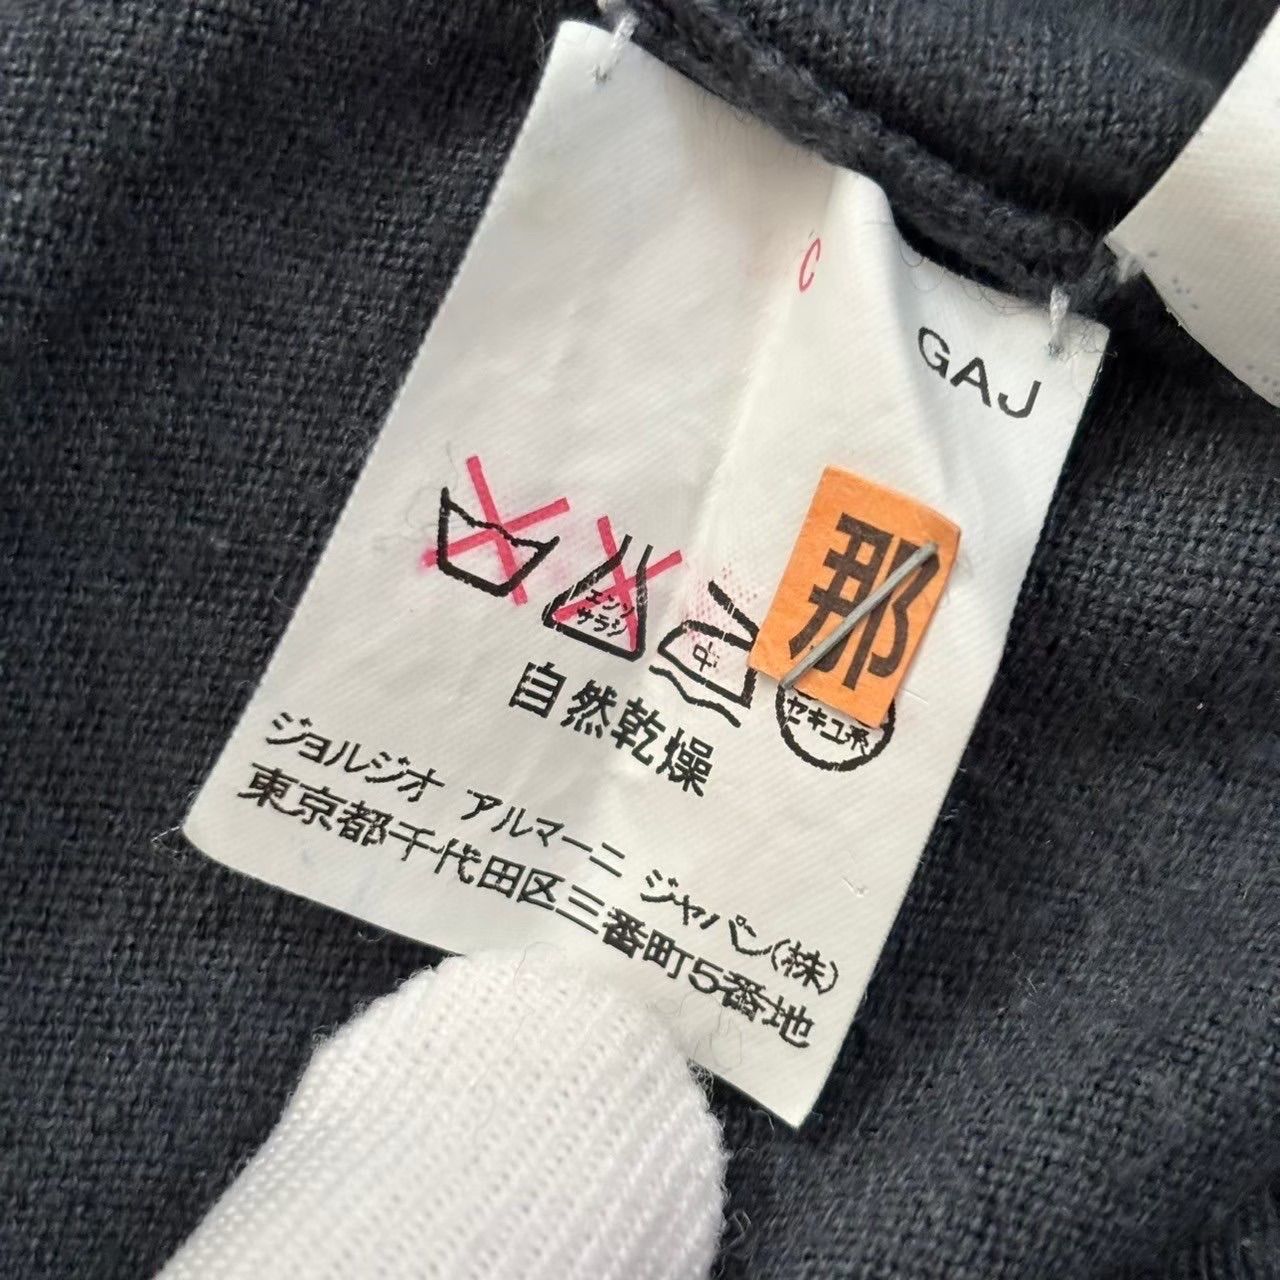 C
GAJ
那
エンソ
サラシ
中
セキユ系
自然乾燥
ジョルジオ アルマーニ ジャパン(株)
東京都千代田区三番町5番地